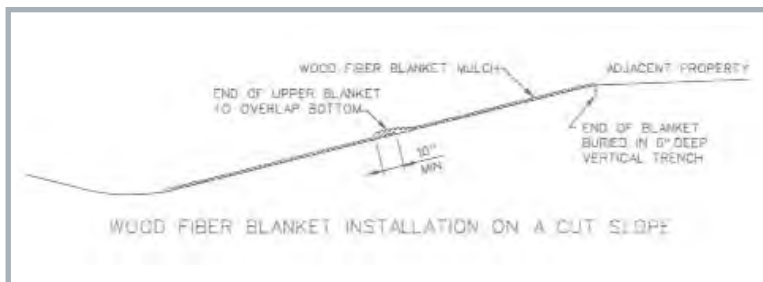 WOOD FIBER BLANKET MULCH
ADJACENT PROPERTY
END OF UPPER BLANKET
TO OVERLAP BOTTOM
10"
MIN
END OF BLANKET
BURIED IN 6" DEEP
VERTICAL TRENCH
WOOD FIBER BLANKET INSTALLATION ON A CUT SLOPE